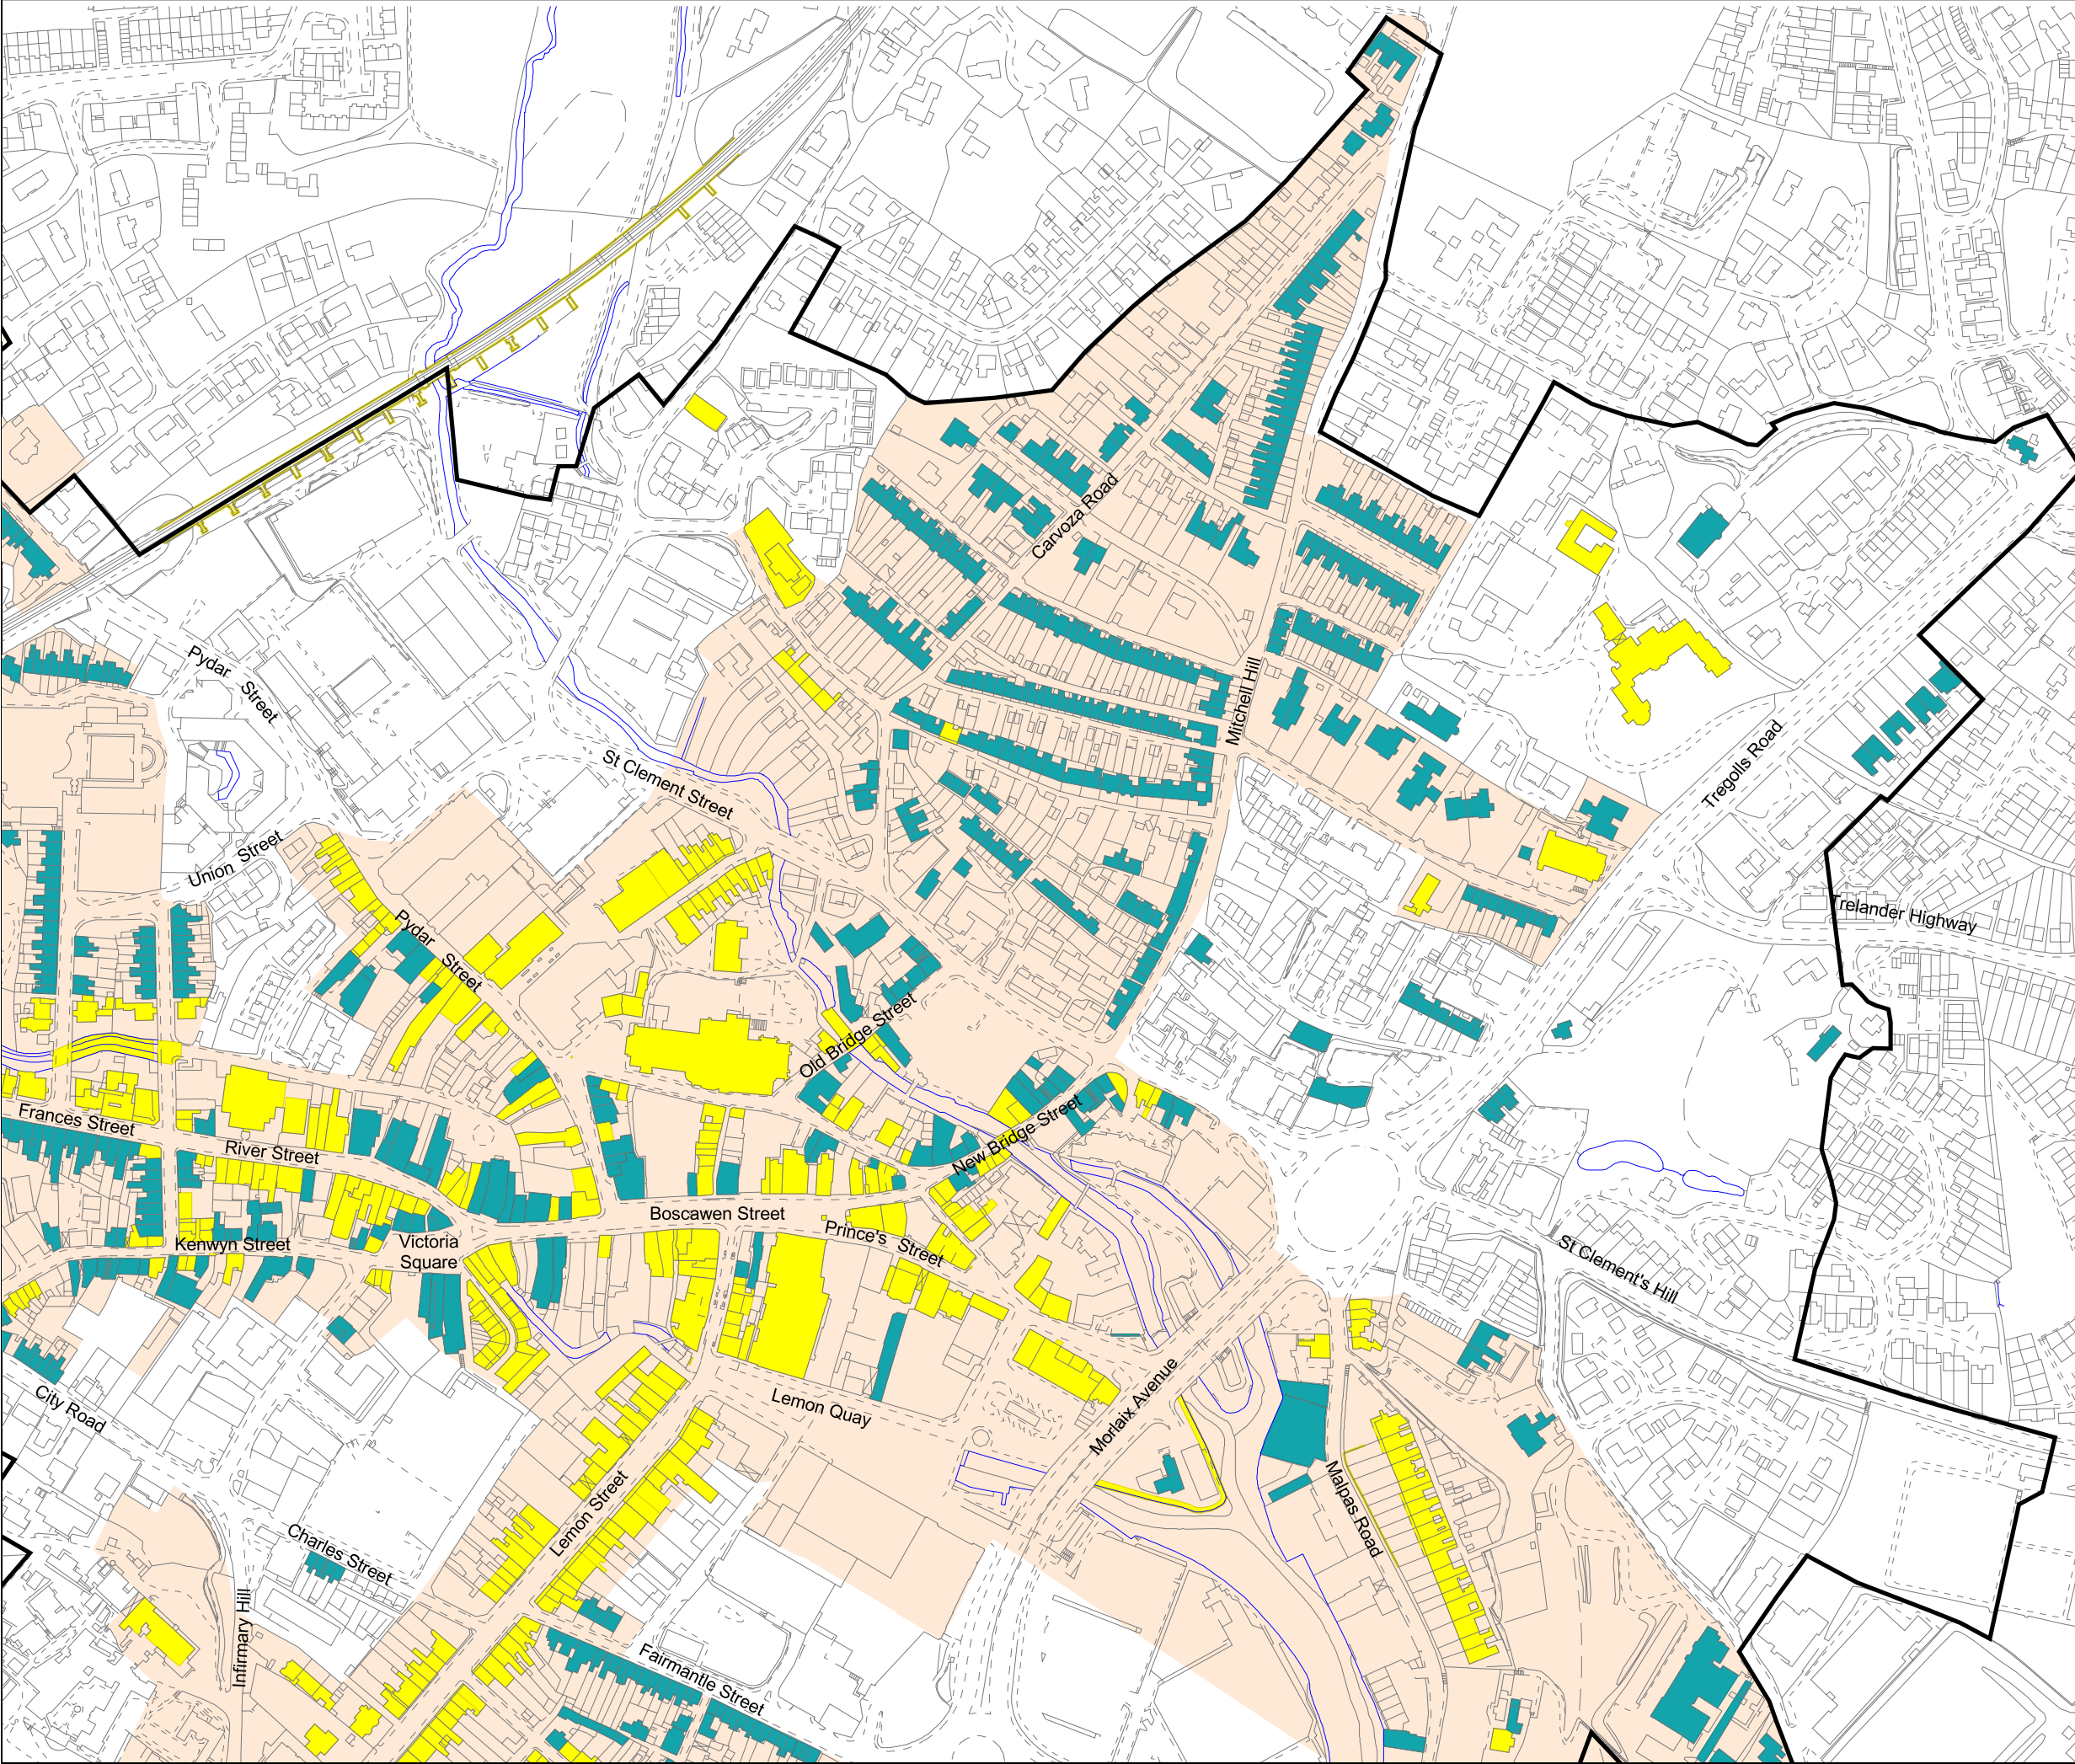 Carvoza Road
Pydar Street
Mitchell Hill
St Clement Street
Tregolls Road
Union Street
Trelander Highway
Pydar Street
Old Bridge Street
Frances Street
New Bridge Street
River Street
Boscawen Street
Prince's Street
Kenwyn Street
Victoria
Square
St Clement's Hill
City Road
Lemon Quay
Morlaix Avenue
Malpas Road
Lemon Street
Charles Street
Infirmary Hill
Fairmantle Street